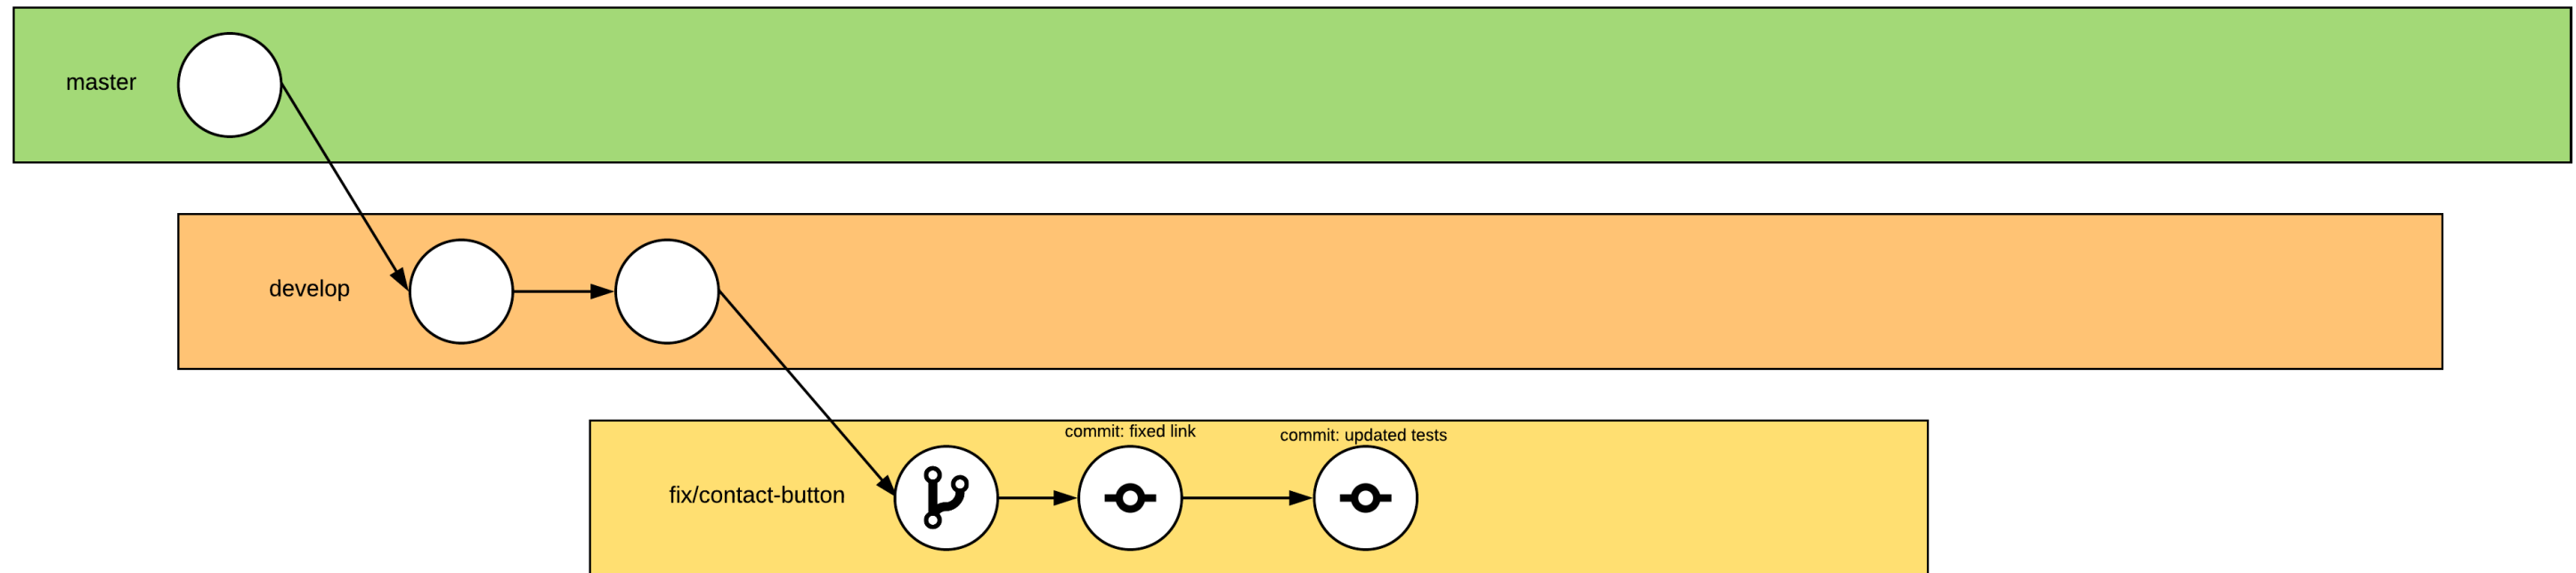 master
develop
commit: fixed link
commit: updated tests
fix/contact-button